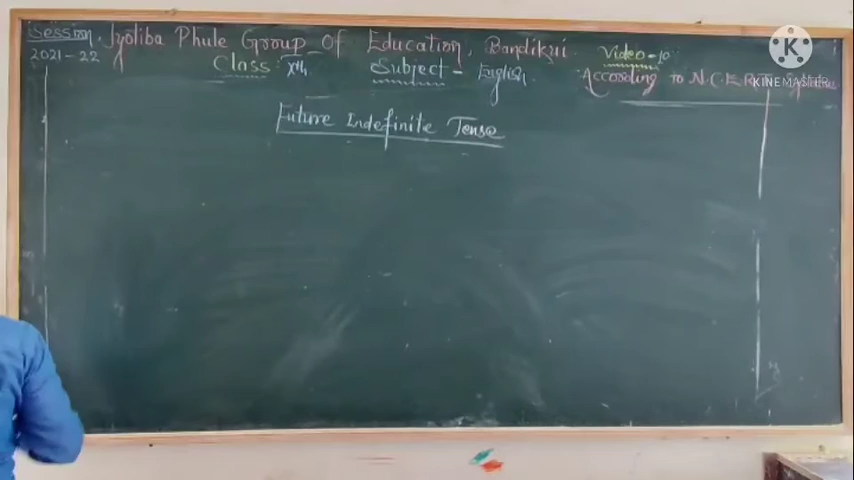 Session. Jyotiba Phule Group Of Education, Bandikui Video-10
2021-22 Class: Xth Subject - English According to N.C.E.R.T. Syllabus
KINEMASTER
Future Indefinite Tense